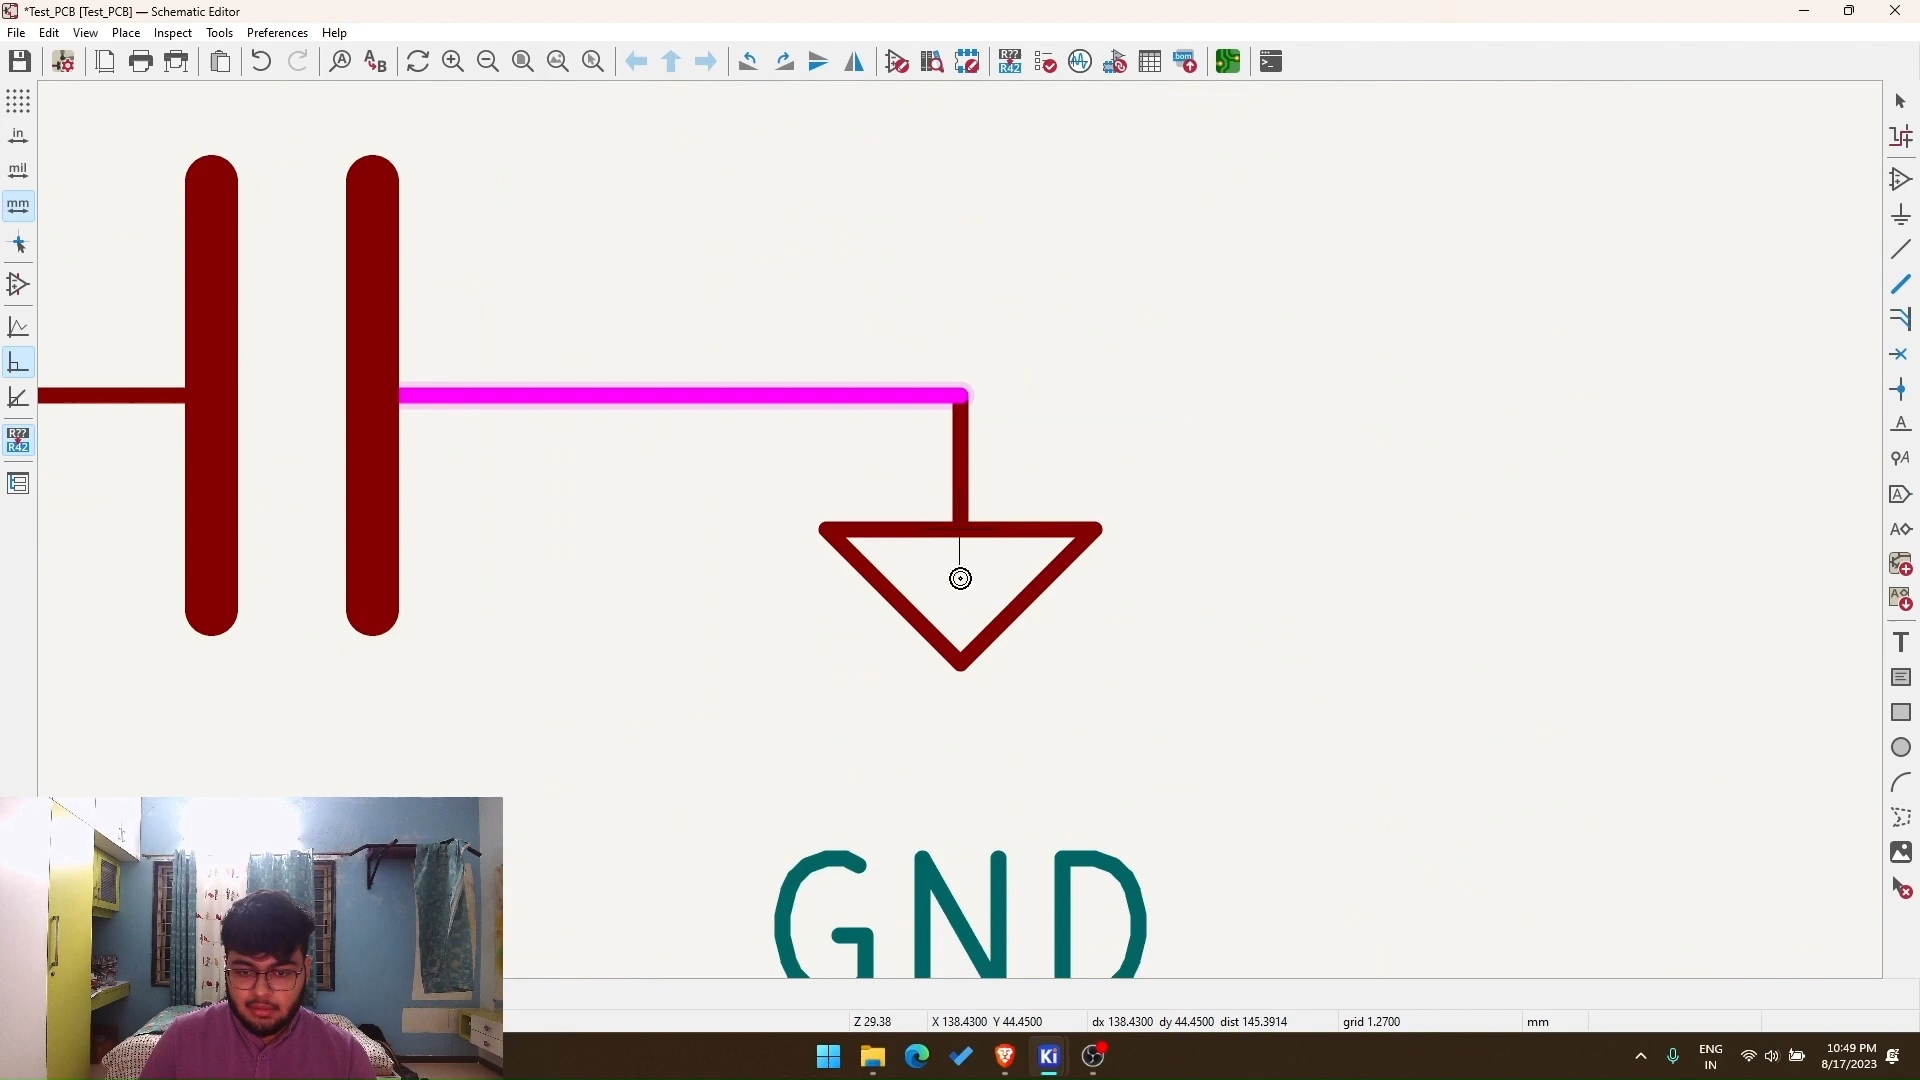 *Test_PCB [Test_PCB] — Schematic Editor
File Edit View Place Inspect Tools Preferences Help
in
mil
mm
R??
R42
GND
Z 29.38
X 138.4300 Y 44.4500
dx 138.4300 dy 44.4500 dist 145.3914
grid 1.2700
mm
Ki
ENG
IN
10:49 PM
8/17/2023